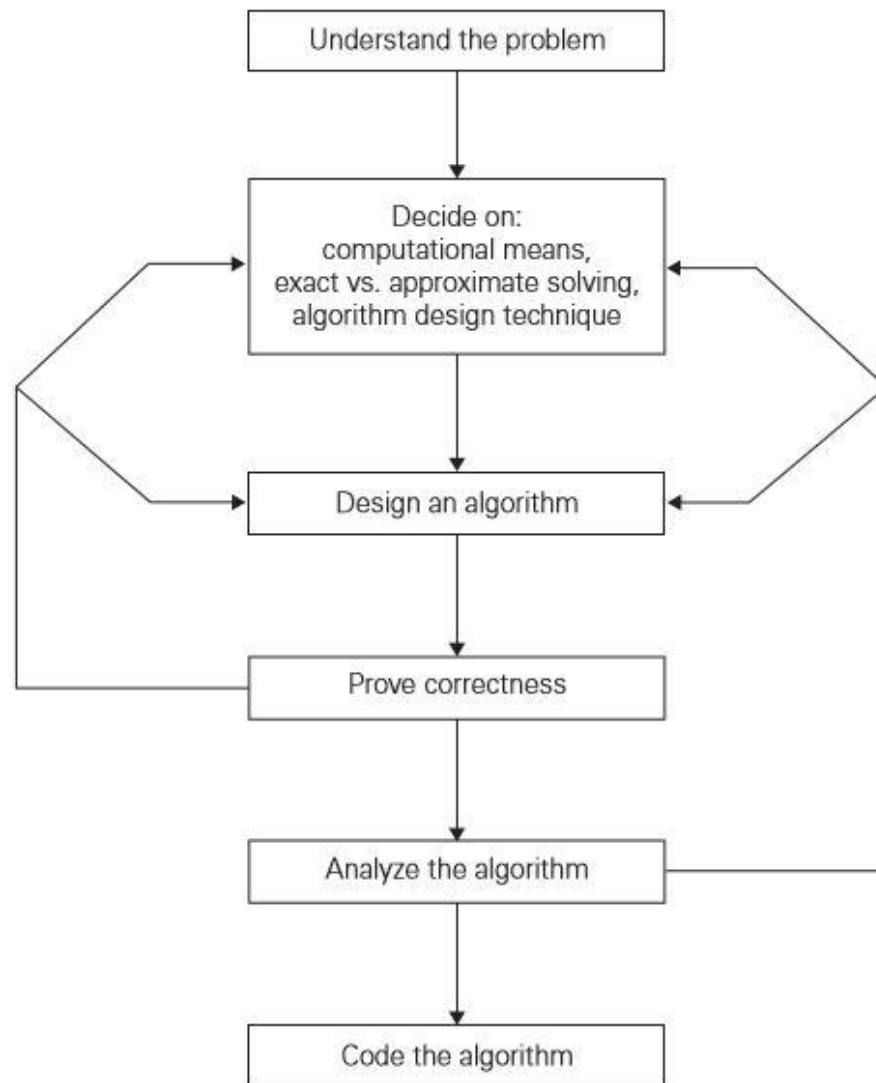 Understand the problem
Decide on:
computational means,
exact vs. approximate solving,
algorithm design technique
Design an algorithm
Prove correctness
Analyze the algorithm
Code the algorithm